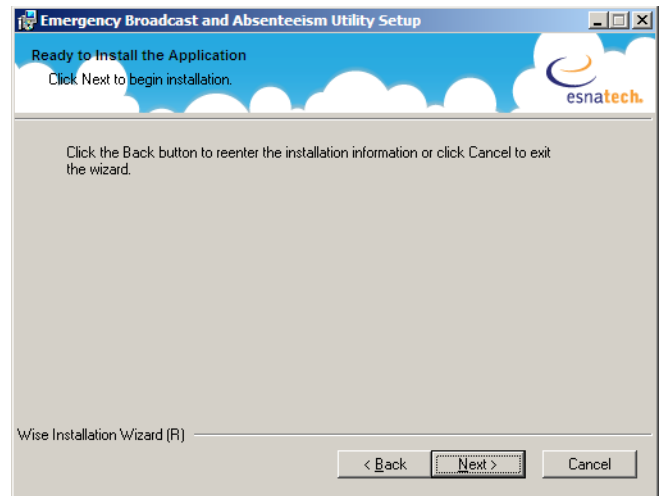 Emergency Broadcast and Absenteeism Utility Setup
Ready to Install the Application
Click Next to begin installation.
esnatech.
Click the Back button to reenter the installation information or click Cancel to exit
the wizard.
Wise Installation Wizard (R)
< Back Next > Cancel